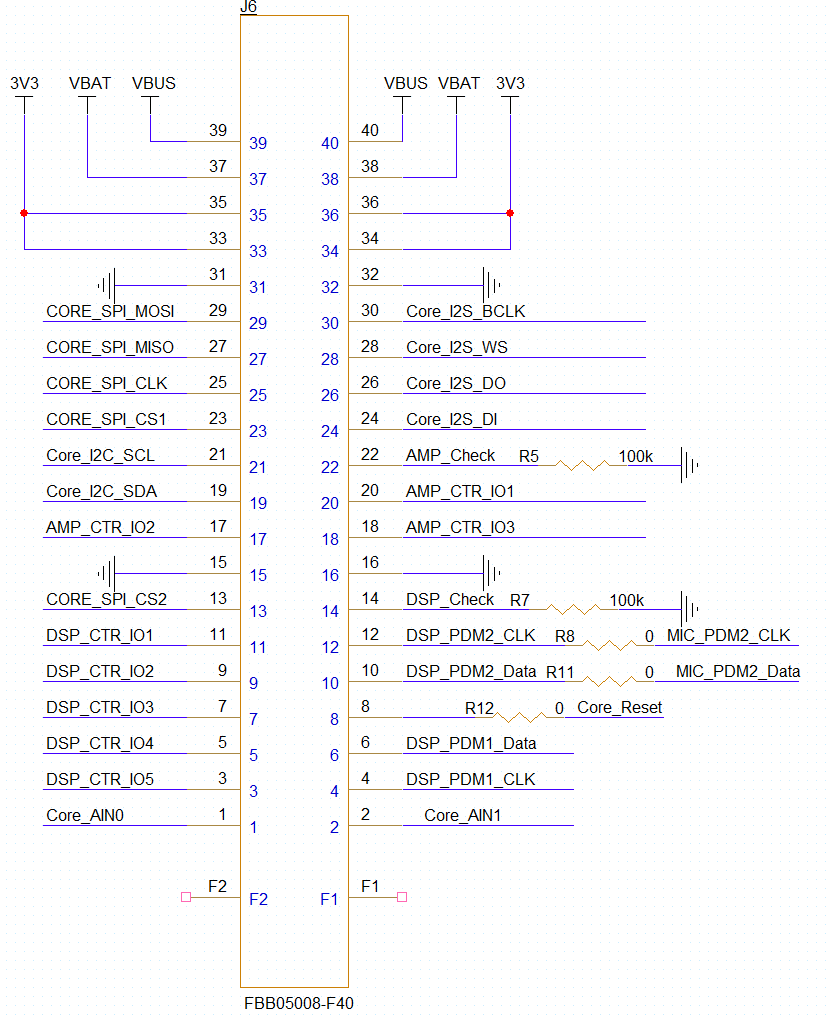 J6
3V3 VBAT VBUS VBUS VBAT 3V3
39 39 40 40
37 37 38 38
35 35 36 36
33 33 34 34
31 31 32 32
CORE_SPI_MOSI 29 29 30 30 Core_I2S_BCLK
CORE_SPI_MISO 27 27 28 28 Core_I2S_WS
CORE_SPI_CLK 25 25 26 26 Core_I2S_DO
CORE_SPI_CS1 23 23 24 24 Core_I2S_DI
Core_I2C_SCL 21 21 22 22 AMP_Check R5 100k
Core_I2C_SDA 19 19 20 20 AMP_CTR_IO1
AMP_CTR_IO2 17 17 18 18 AMP_CTR_IO3
15 15 16 16
CORE_SPI_CS2 13 13 14 14 DSP_Check R7 100k
DSP_CTR_IO1 11 11 12 12 DSP_PDM2_CLK R8 0 MIC_PDM2_CLK
DSP_CTR_IO2 9 9 10 10 DSP_PDM2_Data R11 0 MIC_PDM2_Data
DSP_CTR_IO3 7 7 8 8 R12 0 Core_Reset
DSP_CTR_IO4 5 5 6 6 DSP_PDM1_Data
DSP_CTR_IO5 3 3 4 4 DSP_PDM1_CLK
Core_AIN0 1 1 2 2 Core_AIN1
F2 F2 F1 F1
FBB05008-F40